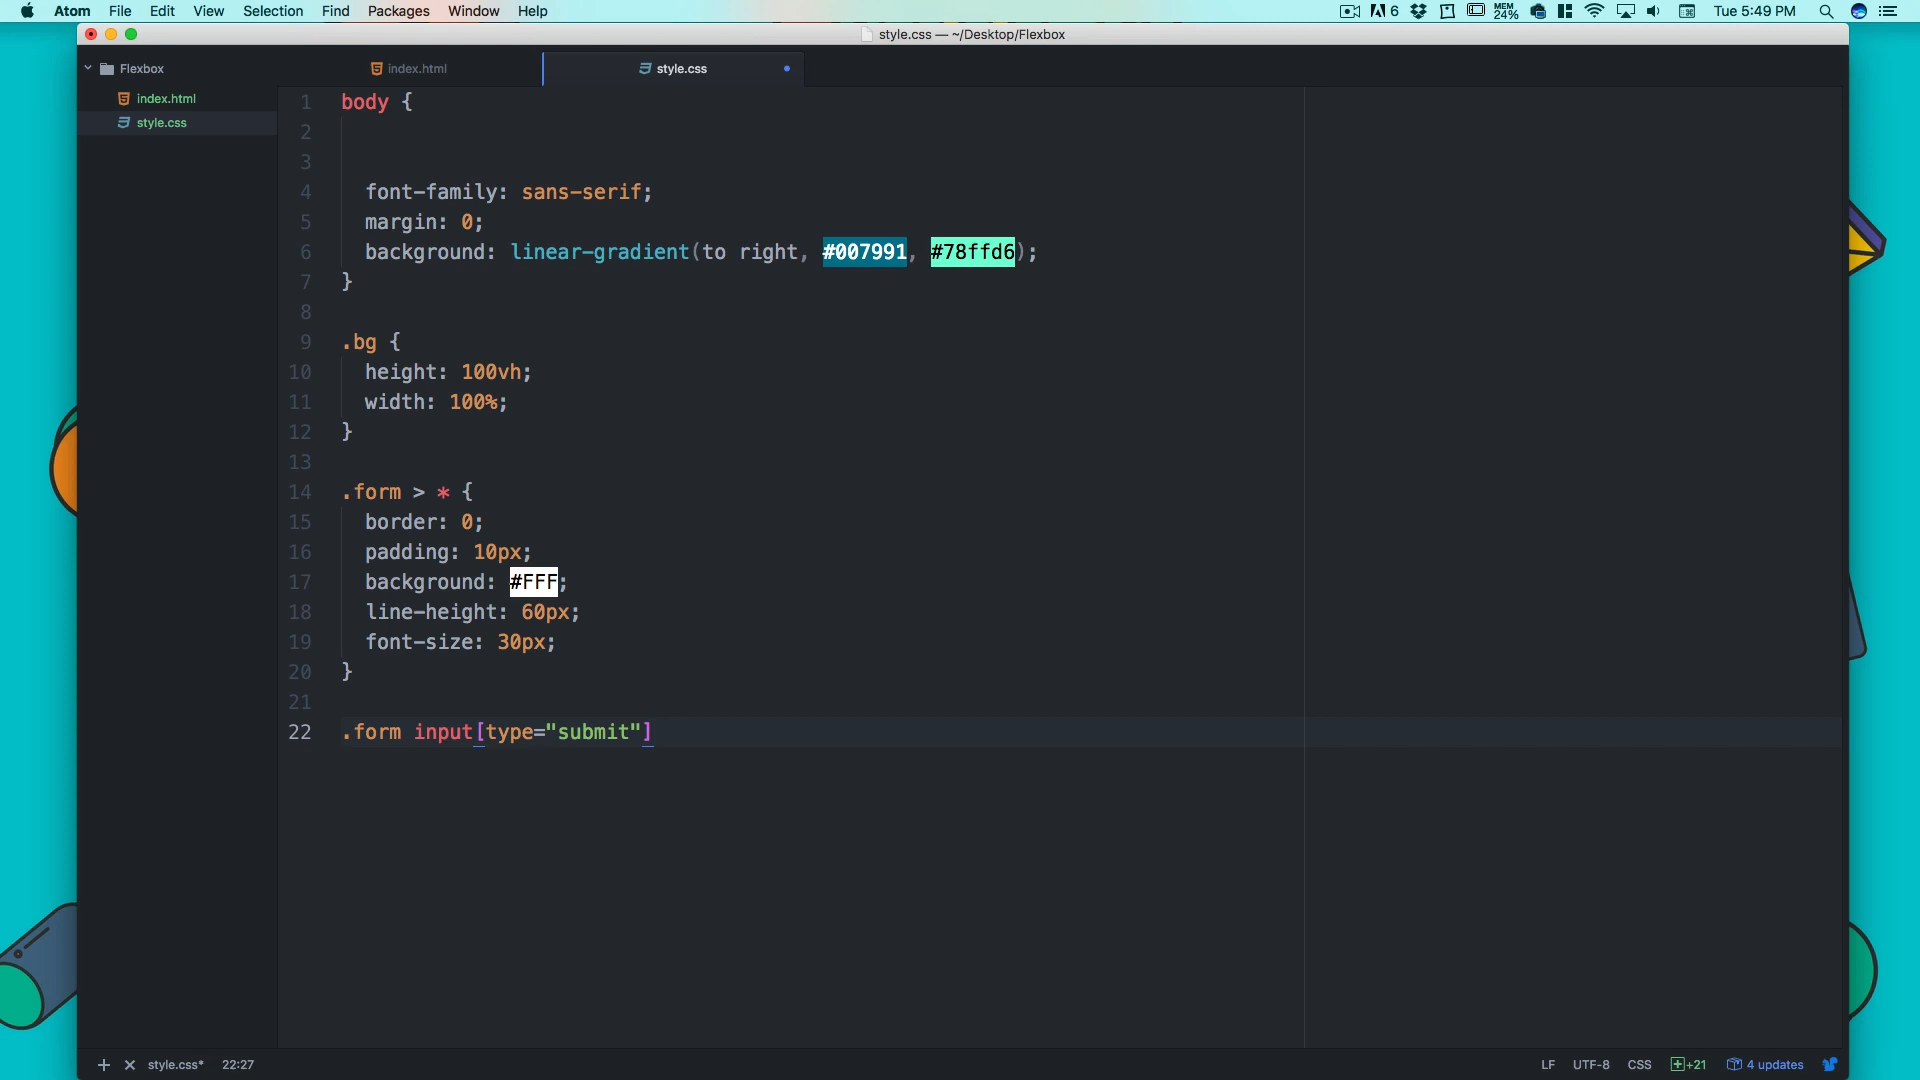 Atom File Edit View Selection Find Packages Window Help 6 MEM 24% Tue 5:49 PM
style.css — ~/Desktop/Flexbox
Flexbox
index.html
style.css
index.html
style.css
1 body {
2
3
4 font-family: sans-serif;
5 margin: 0;
6 background: linear-gradient(to right, #007991, #78ffd6);
7 }
8
9 .bg {
10 height: 100vh;
11 width: 100%;
12 }
13
14 .form > * {
15 border: 0;
16 padding: 10px;
17 background: #FFF;
18 line-height: 60px;
19 font-size: 30px;
20 }
21
22 .form input[type="submit"]
style.css* 22:27 LF UTF-8 CSS +21 4 updates